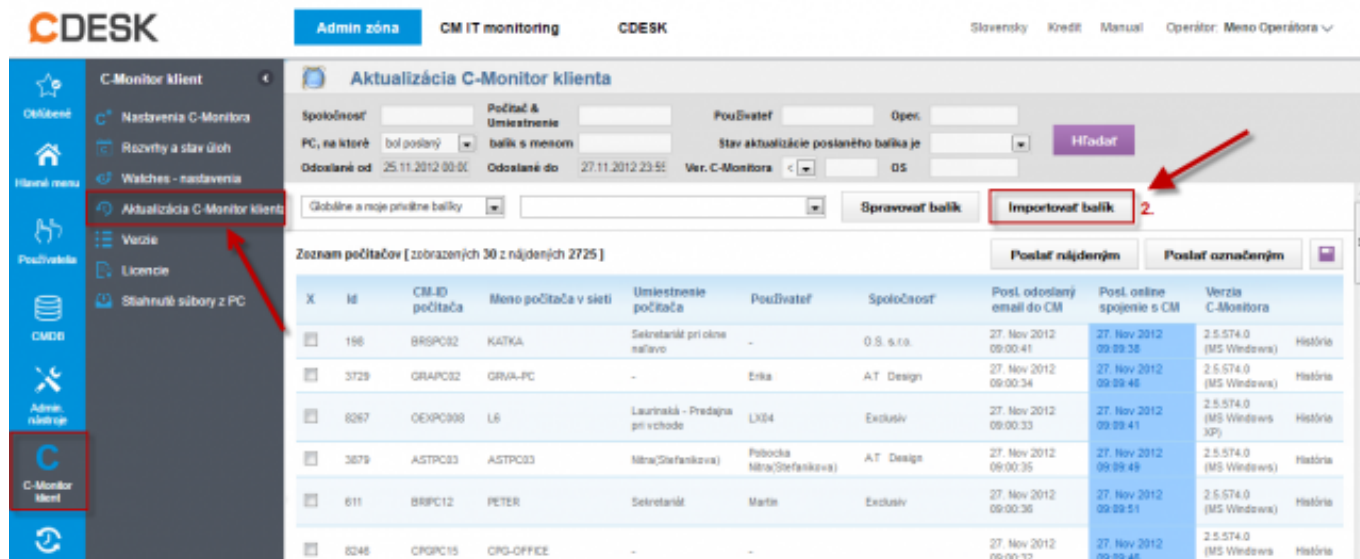 CDESK
Admin zóna CM IT monitoring CDESK
Slovensky Kredit Manual Operátor: Meno Operátora
Obľúbené
Hlavné menu
Používatelia
CMDB
Admin. nástroje
C-Monitor klient
C-Monitor klient
Nastavenia C-Monitora
Rozvrhy a stav úloh
Watches - nastavenia
Aktualizácia C-Monitor klienta
Verzie
Licencie
Stiahnuté súbory z PC
Aktualizácia C-Monitor klienta
Spoločnosť Počítač & Umiestnenie Používateľ Oper.
PC, na ktoré bol poslaný balík s menom Stav aktualizácie poslaného balíka je Hľadať
Odoslané od 25.11.2012 00:00 Odoslané do 27.11.2012 23:55 Ver. C-Monitora < OS
Globálne a moje privátne balíky Spravovať balík Importovať balík 2.
Zoznam počítačov [ zobrazených 30 z nájdených 2725 ] Poslať nájdeným Poslať označeným
X Id CM-ID počítača Meno počítača v sieti Umiestnenie počítača Používateľ Spoločnosť Posl. odoslaný email do CM Posl. online spojenie s CM Verzia C-Monitora
198 BRSPC02 KATKA Sekretariát pri okne naľavo - O.S. s.r.o. 27. Nov 2012 09:00:41 27. Nov 2012 09:09:38 2.5.574.0 (MS Windows) História
3729 GRAPC02 GRVA-PC - Erika AT Design 27. Nov 2012 09:00:34 27. Nov 2012 09:09:46 2.5.574.0 (MS Windows) História
8267 OEXPC008 L6 Laurinská - Predajna pri vchode LX04 Exclusiv 27. Nov 2012 09:00:33 27. Nov 2012 09:09:41 2.5.574.0 (MS Windows XP) História
3879 ASTPC03 ASTPC03 Nitra(Stefanikova) Pobocka Nitra(Stefanikova) AT Design 27. Nov 2012 09:00:35 27. Nov 2012 09:09:49 2.5.574.0 (MS Windows) História
611 BRIPC12 PETER Sekretariát Martin Exclusiv 27. Nov 2012 09:00:36 27. Nov 2012 09:09:51 2.5.574.0 (MS Windows) História
8246 CPGPC15 CPG-OFFICE - - 27. Nov 2012 09:00:32 27. Nov 2012 2.5.574.0 (MS Windows História